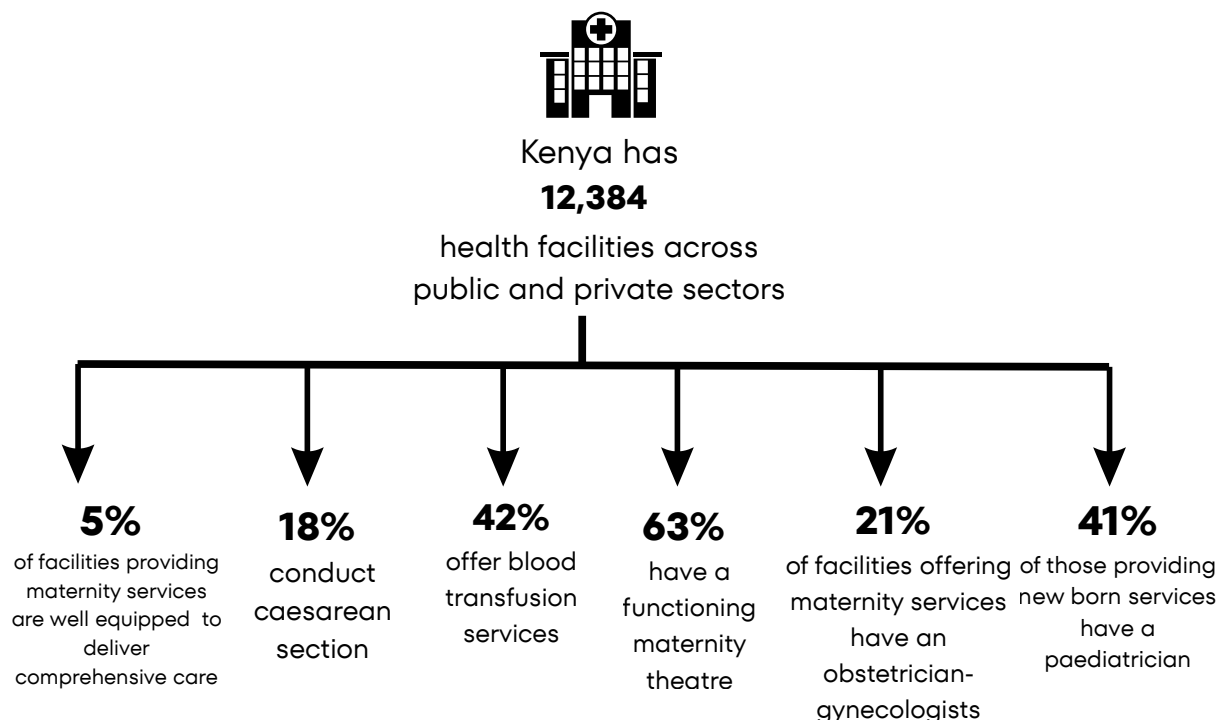 Kenya has
12,384
health facilities across
public and private sectors
5%
of facilities providing
maternity services
are well equipped to
deliver
comprehensive care
18%
conduct
caesarean
section
42%
offer blood
transfusion
services
63%
have a
functioning
maternity
theatre
21%
of facilities offering
maternity services
have an
obstetrician-
gynecologists
41%
of those providing
new born services
have a
paediatrician